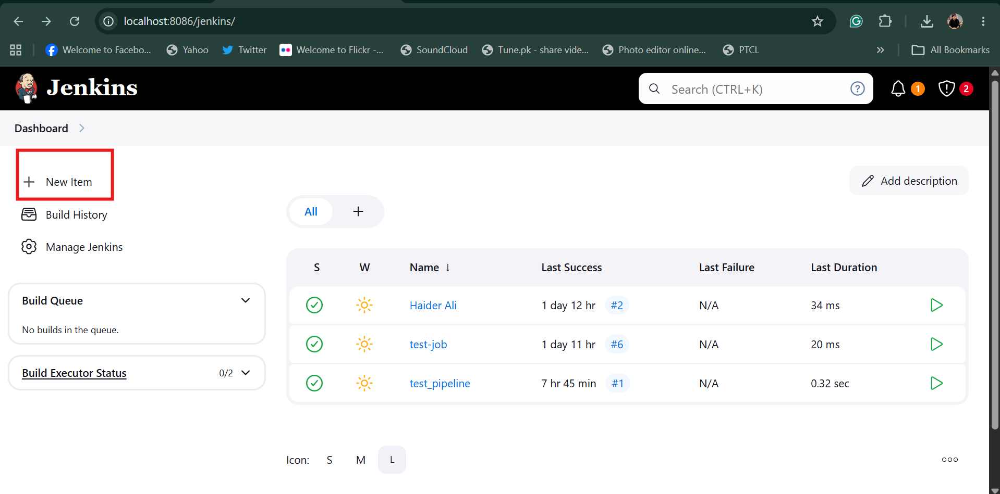 localhost:8086/jenkins/
Welcome to Facebo... Yahoo Twitter Welcome to Flickr -... SoundCloud Tune.pk - share vide... Photo editor online... PTCL » All Bookmarks
Jenkins
Search (CTRL+K) ? 1 2
Dashboard
New Item
Add description
Build History
All +
Manage Jenkins
S W Name ↓ Last Success Last Failure Last Duration
Build Queue
No builds in the queue.
Haider Ali 1 day 12 hr #2 N/A 34 ms
test-job 1 day 11 hr #6 N/A 20 ms
Build Executor Status 0/2
test_pipeline 7 hr 45 min #1 N/A 0.32 sec
Icon: S M L